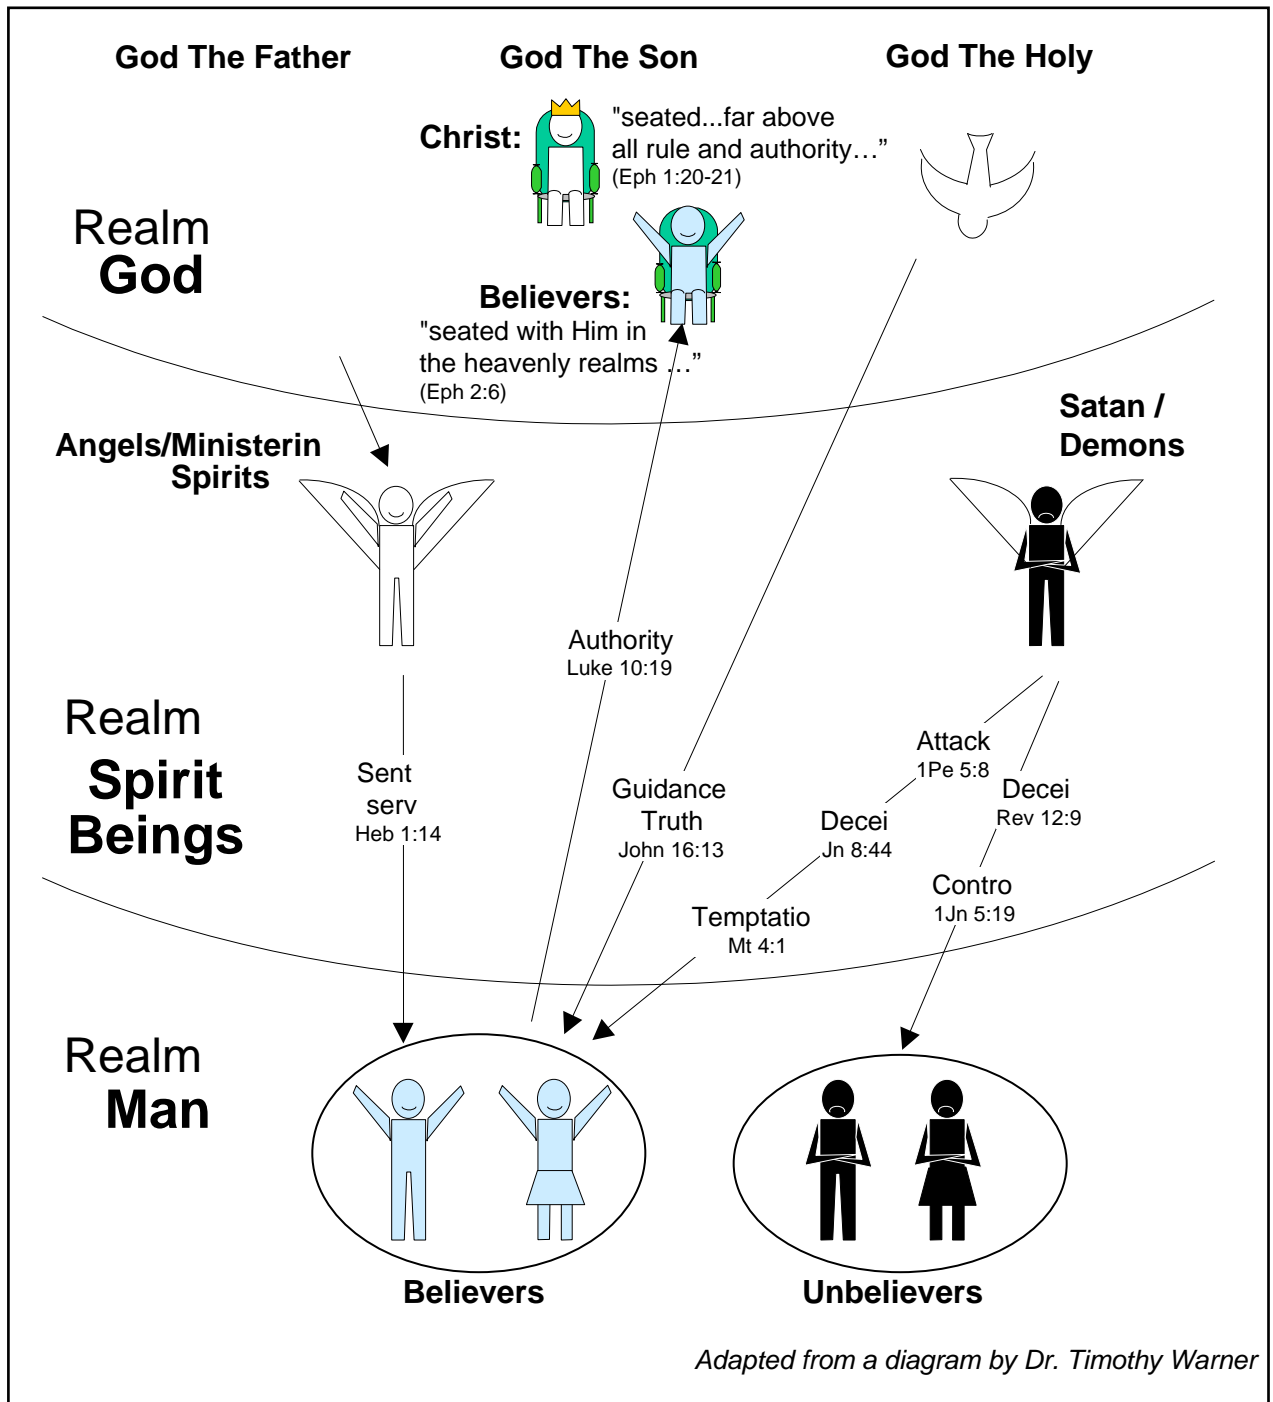 God The Father
God The Son
God The Holy
Christ:
"seated...far above
all rule and authority…”
(Eph 1:20-21)
Realm
God
Believers:
"seated with Him in
the heavenly realms …”
(Eph 2:6)
Angels/Ministerin
Spirits
Satan /
Demons
Authority
Luke 10:19
Realm
Spirit
Beings
Sent
serv
Heb 1:14
Guidance
Truth
John 16:13
Attack
1Pe 5:8
Decei
Jn 8:44
Temptatio
Mt 4:1
Decei
Rev 12:9
Contro
1Jn 5:19
Realm
Man
Believers
Unbelievers
Adapted from a diagram by Dr. Timothy Warner